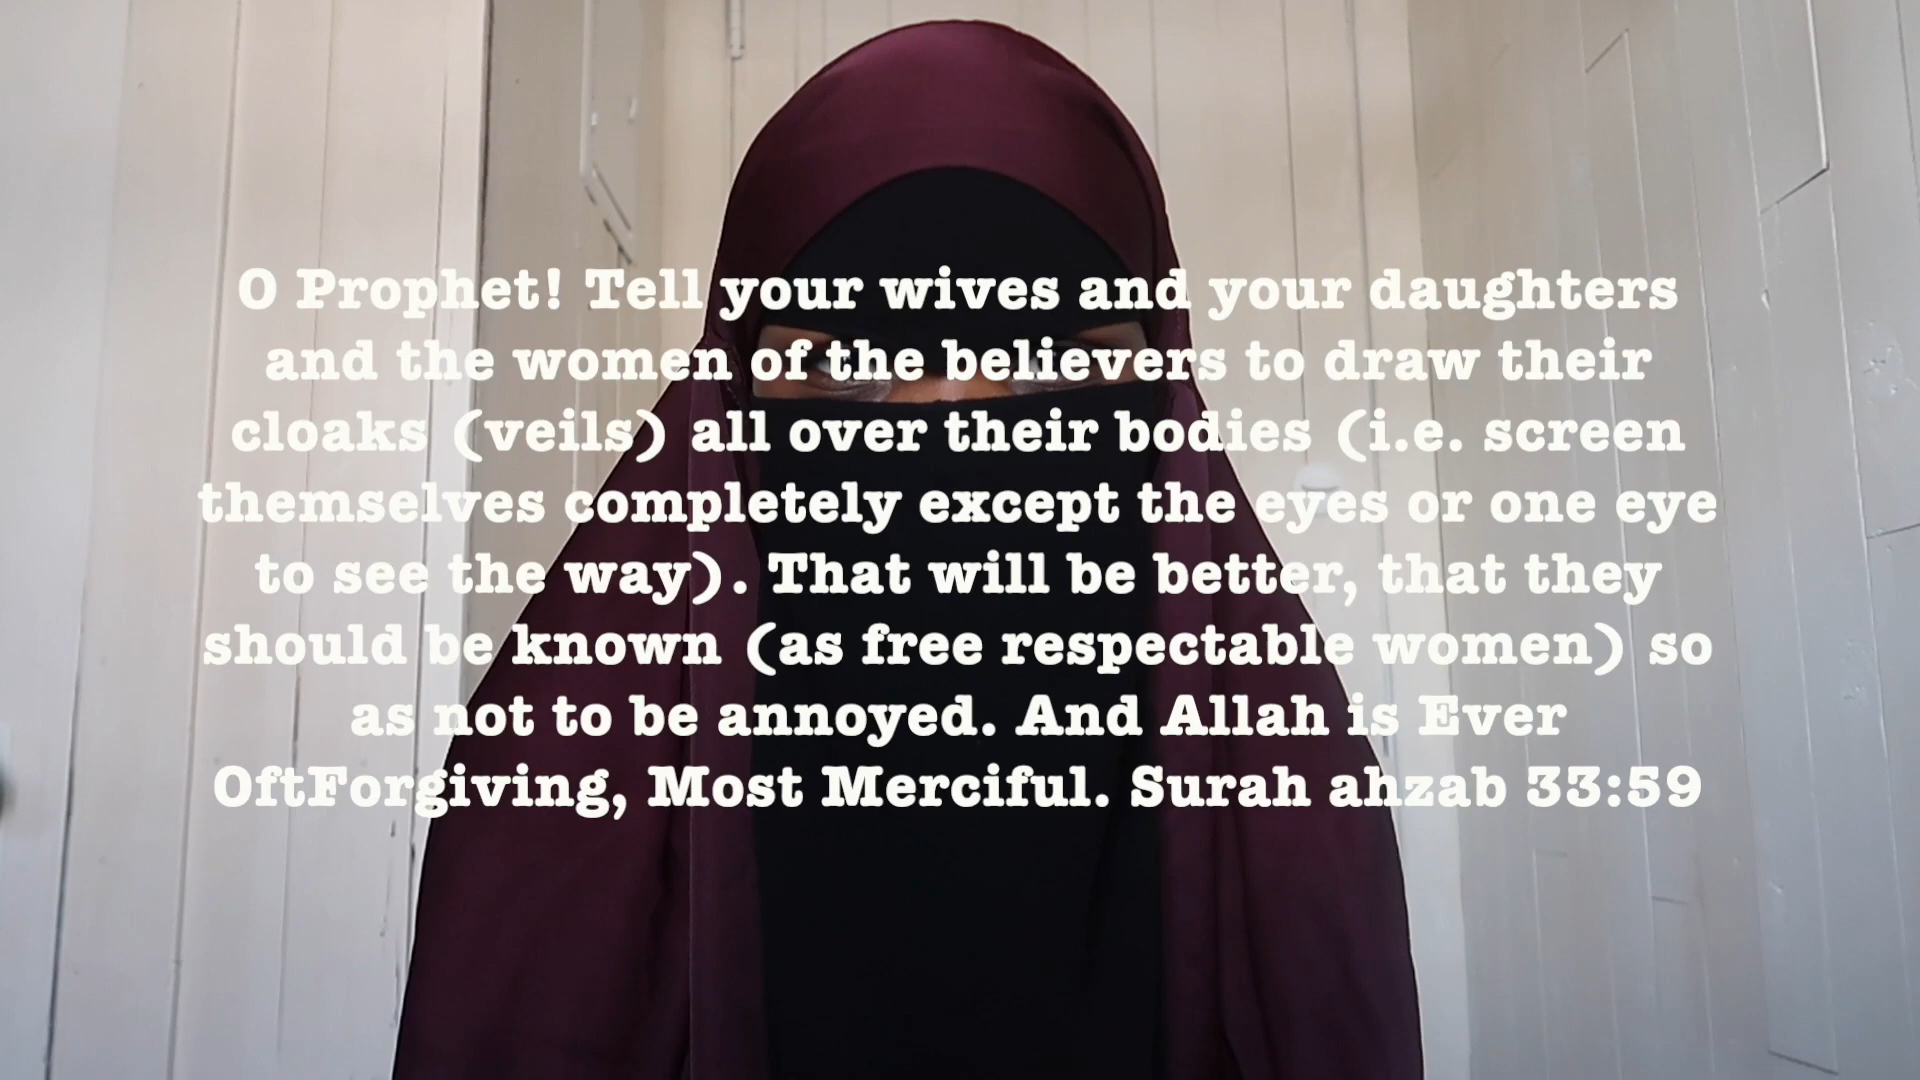 O Prophet! Tell your wives and your daughters
and the women of the believers to draw their
cloaks (veils) all over their bodies (i.e. screen
themselves completely except the eyes or one eye
to see the way). That will be better, that they
should be known (as free respectable women) so
as not to be annoyed. And Allah is Ever
OftForgiving, Most Merciful. Surah ahzab 33:59